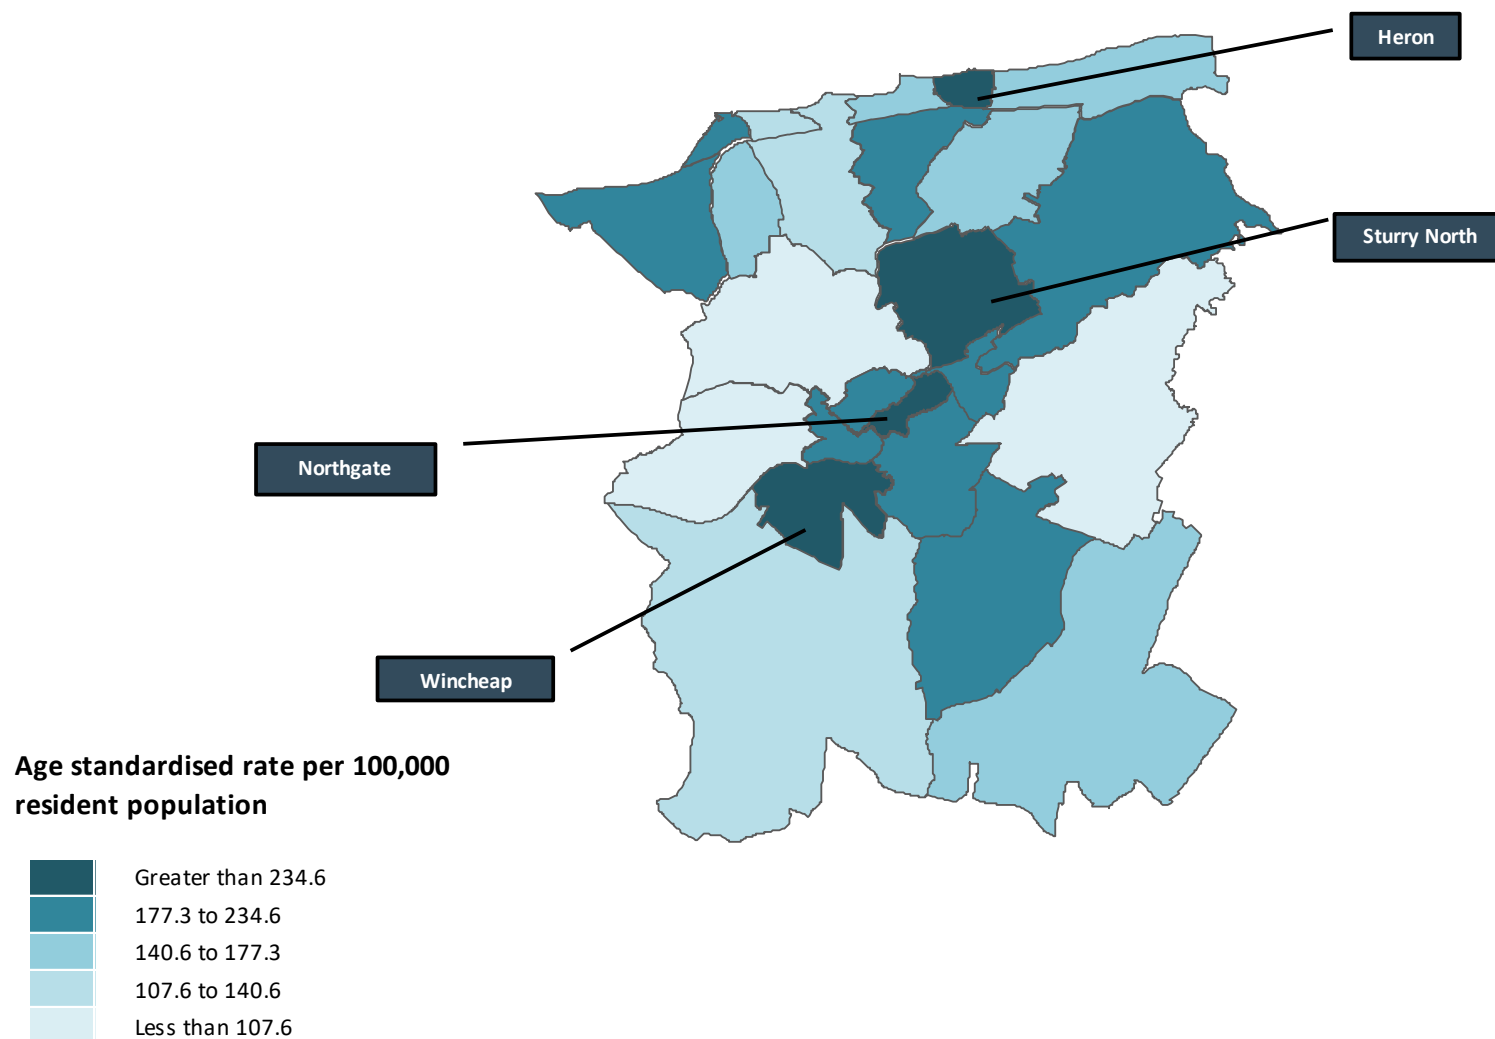 Heron
Sturry North
Northgate
Wincheap
Age standardised rate per 100,000
resident population
Greater than 234.6
177.3 to 234.6
140.6 to 177.3
107.6 to 140.6
Less than 107.6